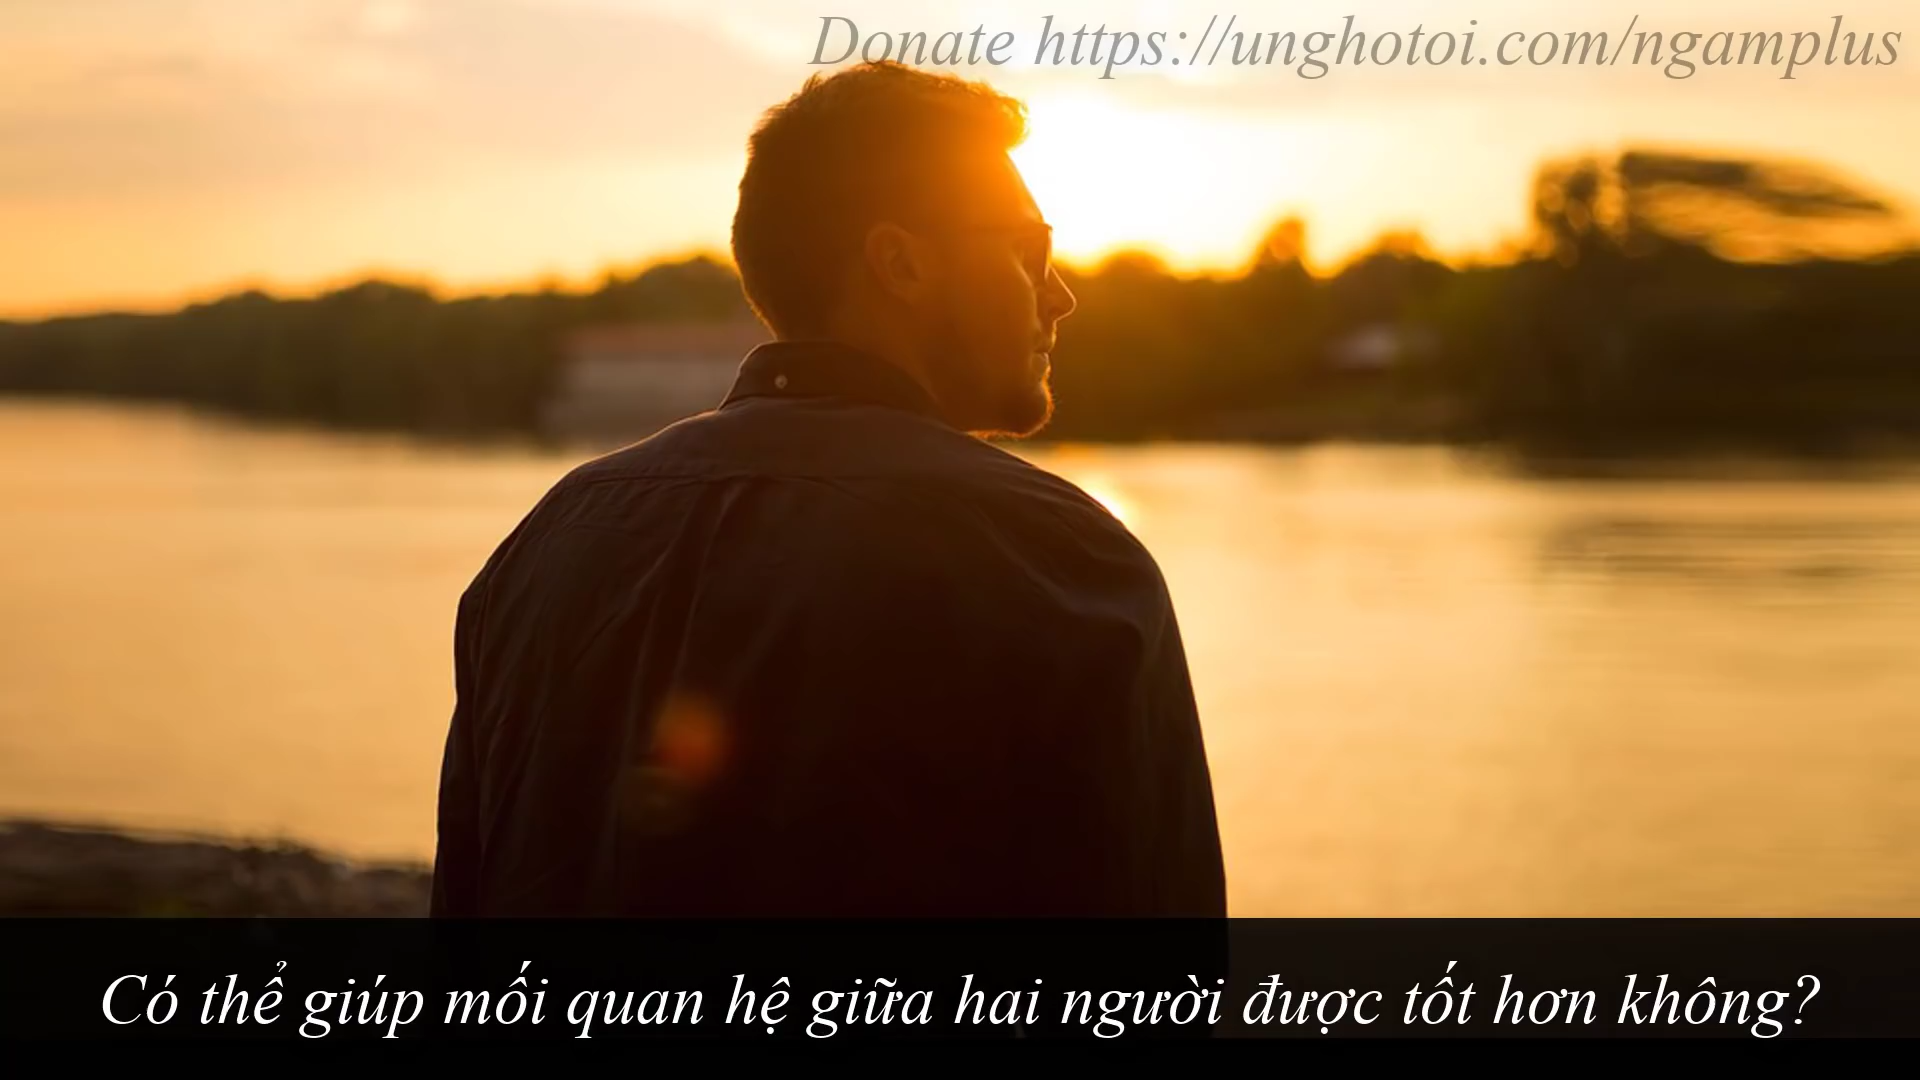 Donate https://unghotoi.com/ngamplus
Có thể giúp mối quan hệ giữa hai người được tốt hơn không?